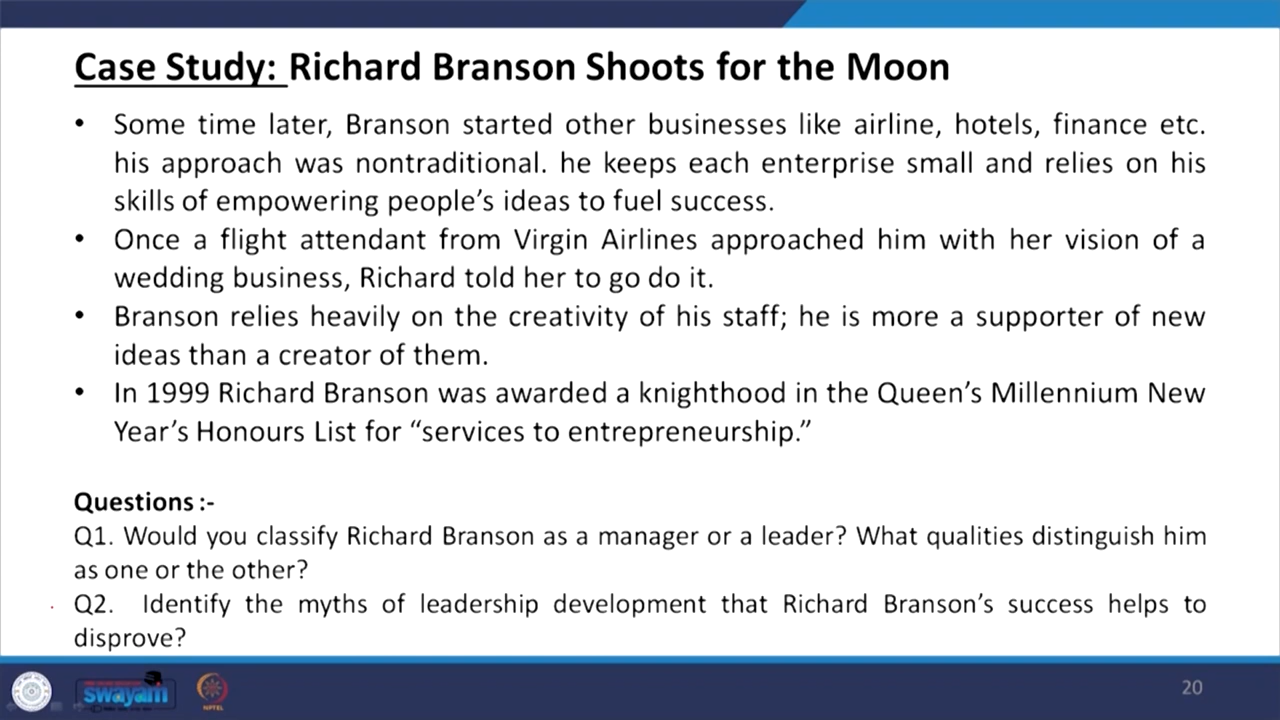 Case Study: Richard Branson Shoots for the Moon
• Some time later, Branson started other businesses like airline, hotels, finance etc.
his approach was nontraditional. he keeps each enterprise small and relies on his
skills of empowering people’s ideas to fuel success.
• Once a flight attendant from Virgin Airlines approached him with her vision of a
wedding business, Richard told her to go do it.
• Branson relies heavily on the creativity of his staff; he is more a supporter of new
ideas than a creator of them.
• In 1999 Richard Branson was awarded a knighthood in the Queen’s Millennium New
Year’s Honours List for “services to entrepreneurship.”
Questions :-
Q1. Would you classify Richard Branson as a manager or a leader? What qualities distinguish him
as one or the other?
Q2. Identify the myths of leadership development that Richard Branson’s success helps to
disprove?
swayam
NPTEL
20